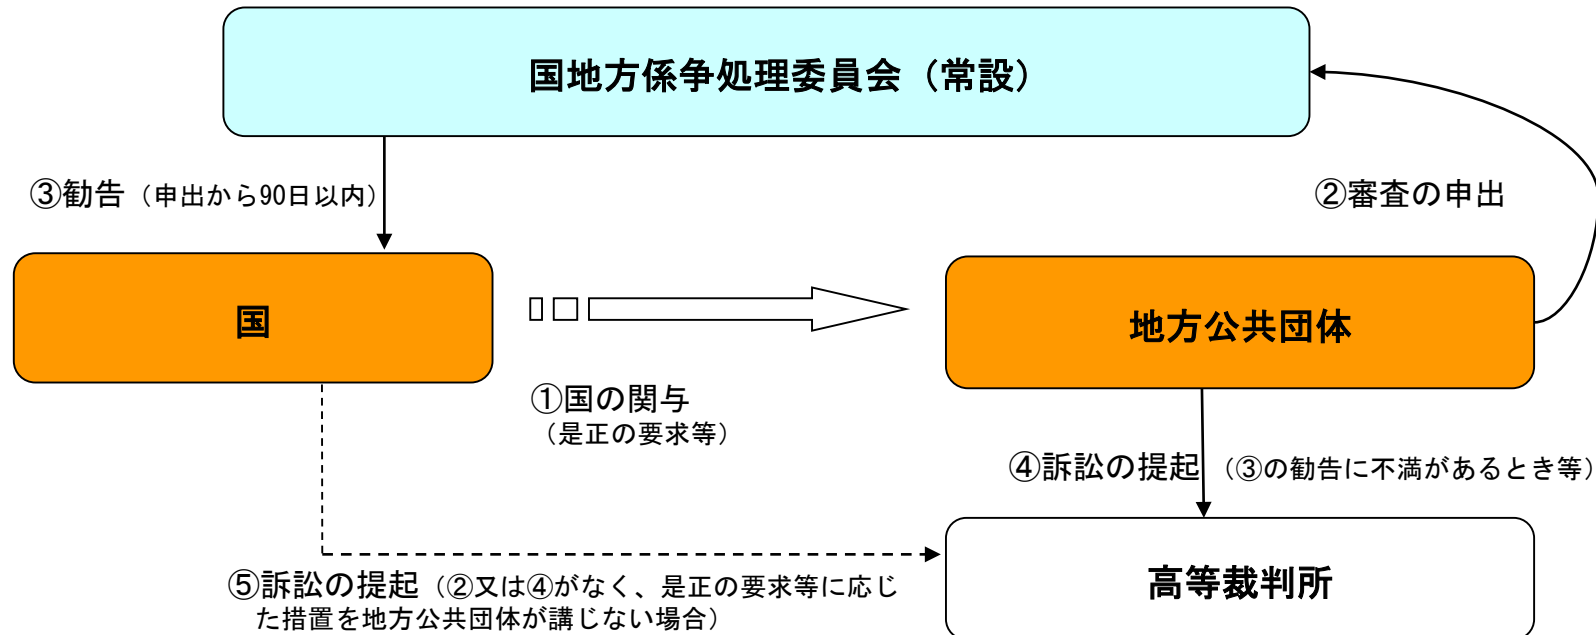 国地方係争処理委員会（常設）
③勧告（申出から90日以内）
②審査の申出
国
地方公共団体
①国の関与
（是正の要求等）
④訴訟の提起（③の勧告に不満があるとき等）
⑤訴訟の提起（②又は④がなく、是正の要求等に応じ
た措置を地方公共団体が講じない場合）
高等裁判所